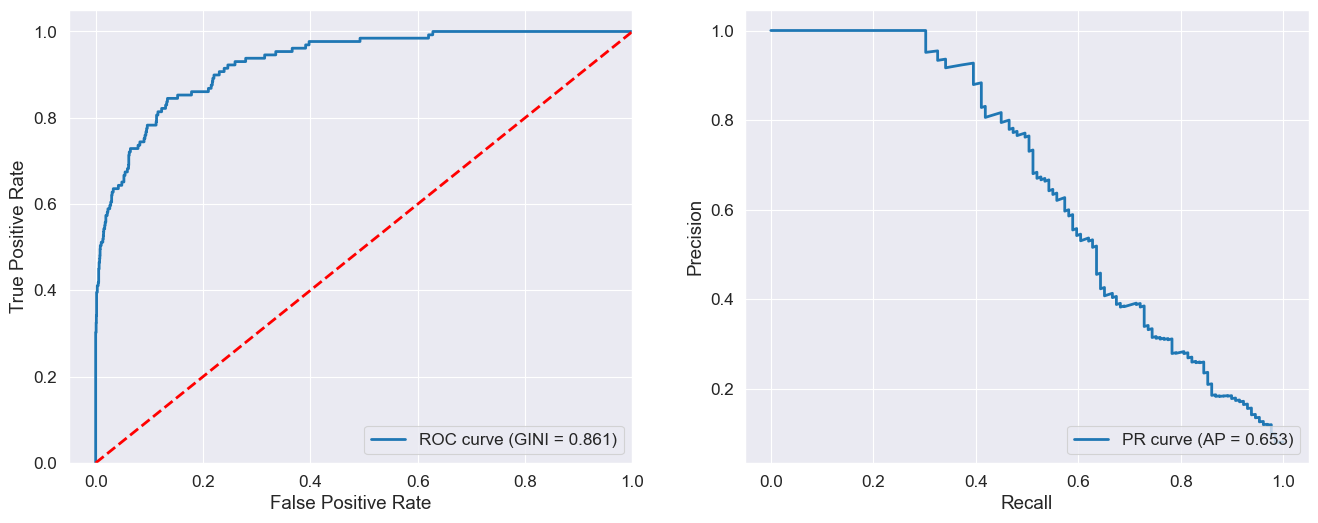 1.0
0.8
0.6
0.4
0.2
0.0
True Positive Rate
0.0 0.2 0.4 0.6 0.8 1.0
False Positive Rate
ROC curve (GINI = 0.861)
1.0
0.8
0.6
0.4
0.2
Precision
0.0 0.2 0.4 0.6 0.8 1.0
Recall
PR curve (AP = 0.653)